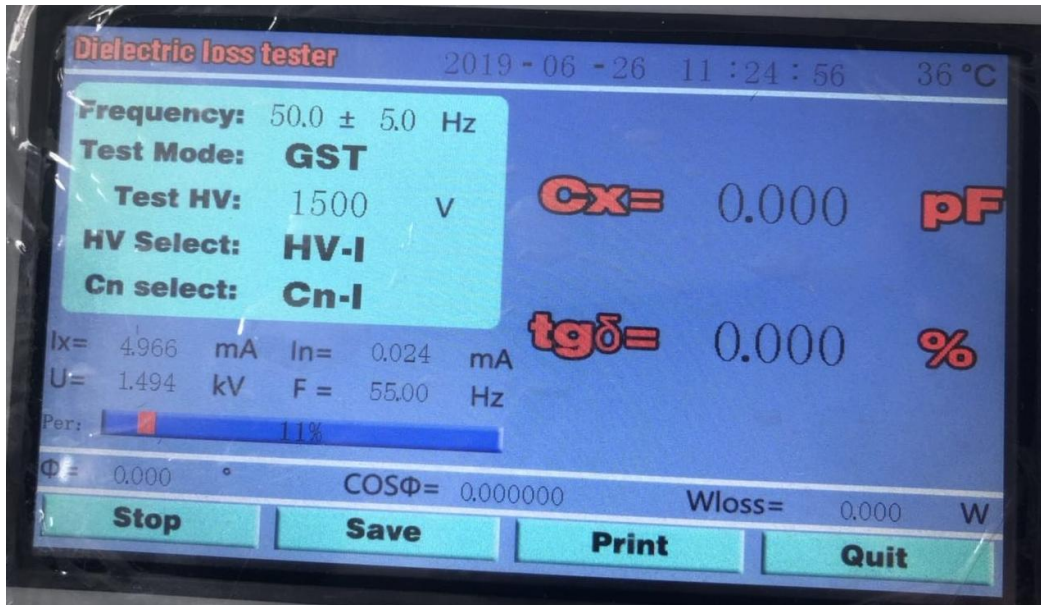 Dielectric loss tester 2019-06-26 11:24:56 36 °C
Frequency: 50.0 ± 5.0 Hz
Test Mode: GST
Test HV: 1500 V
HV Select: HV-I
Cn select: Cn-I
Cx= 0.000 pF
tgδ= 0.000 %
Ix= 4.966 mA In= 0.024 mA
U= 1.494 kV F = 55.00 Hz
Per: 11%
Φ= 0.000 ° COSΦ= 0.000000 Wloss= 0.000 W
Stop Save Print Quit